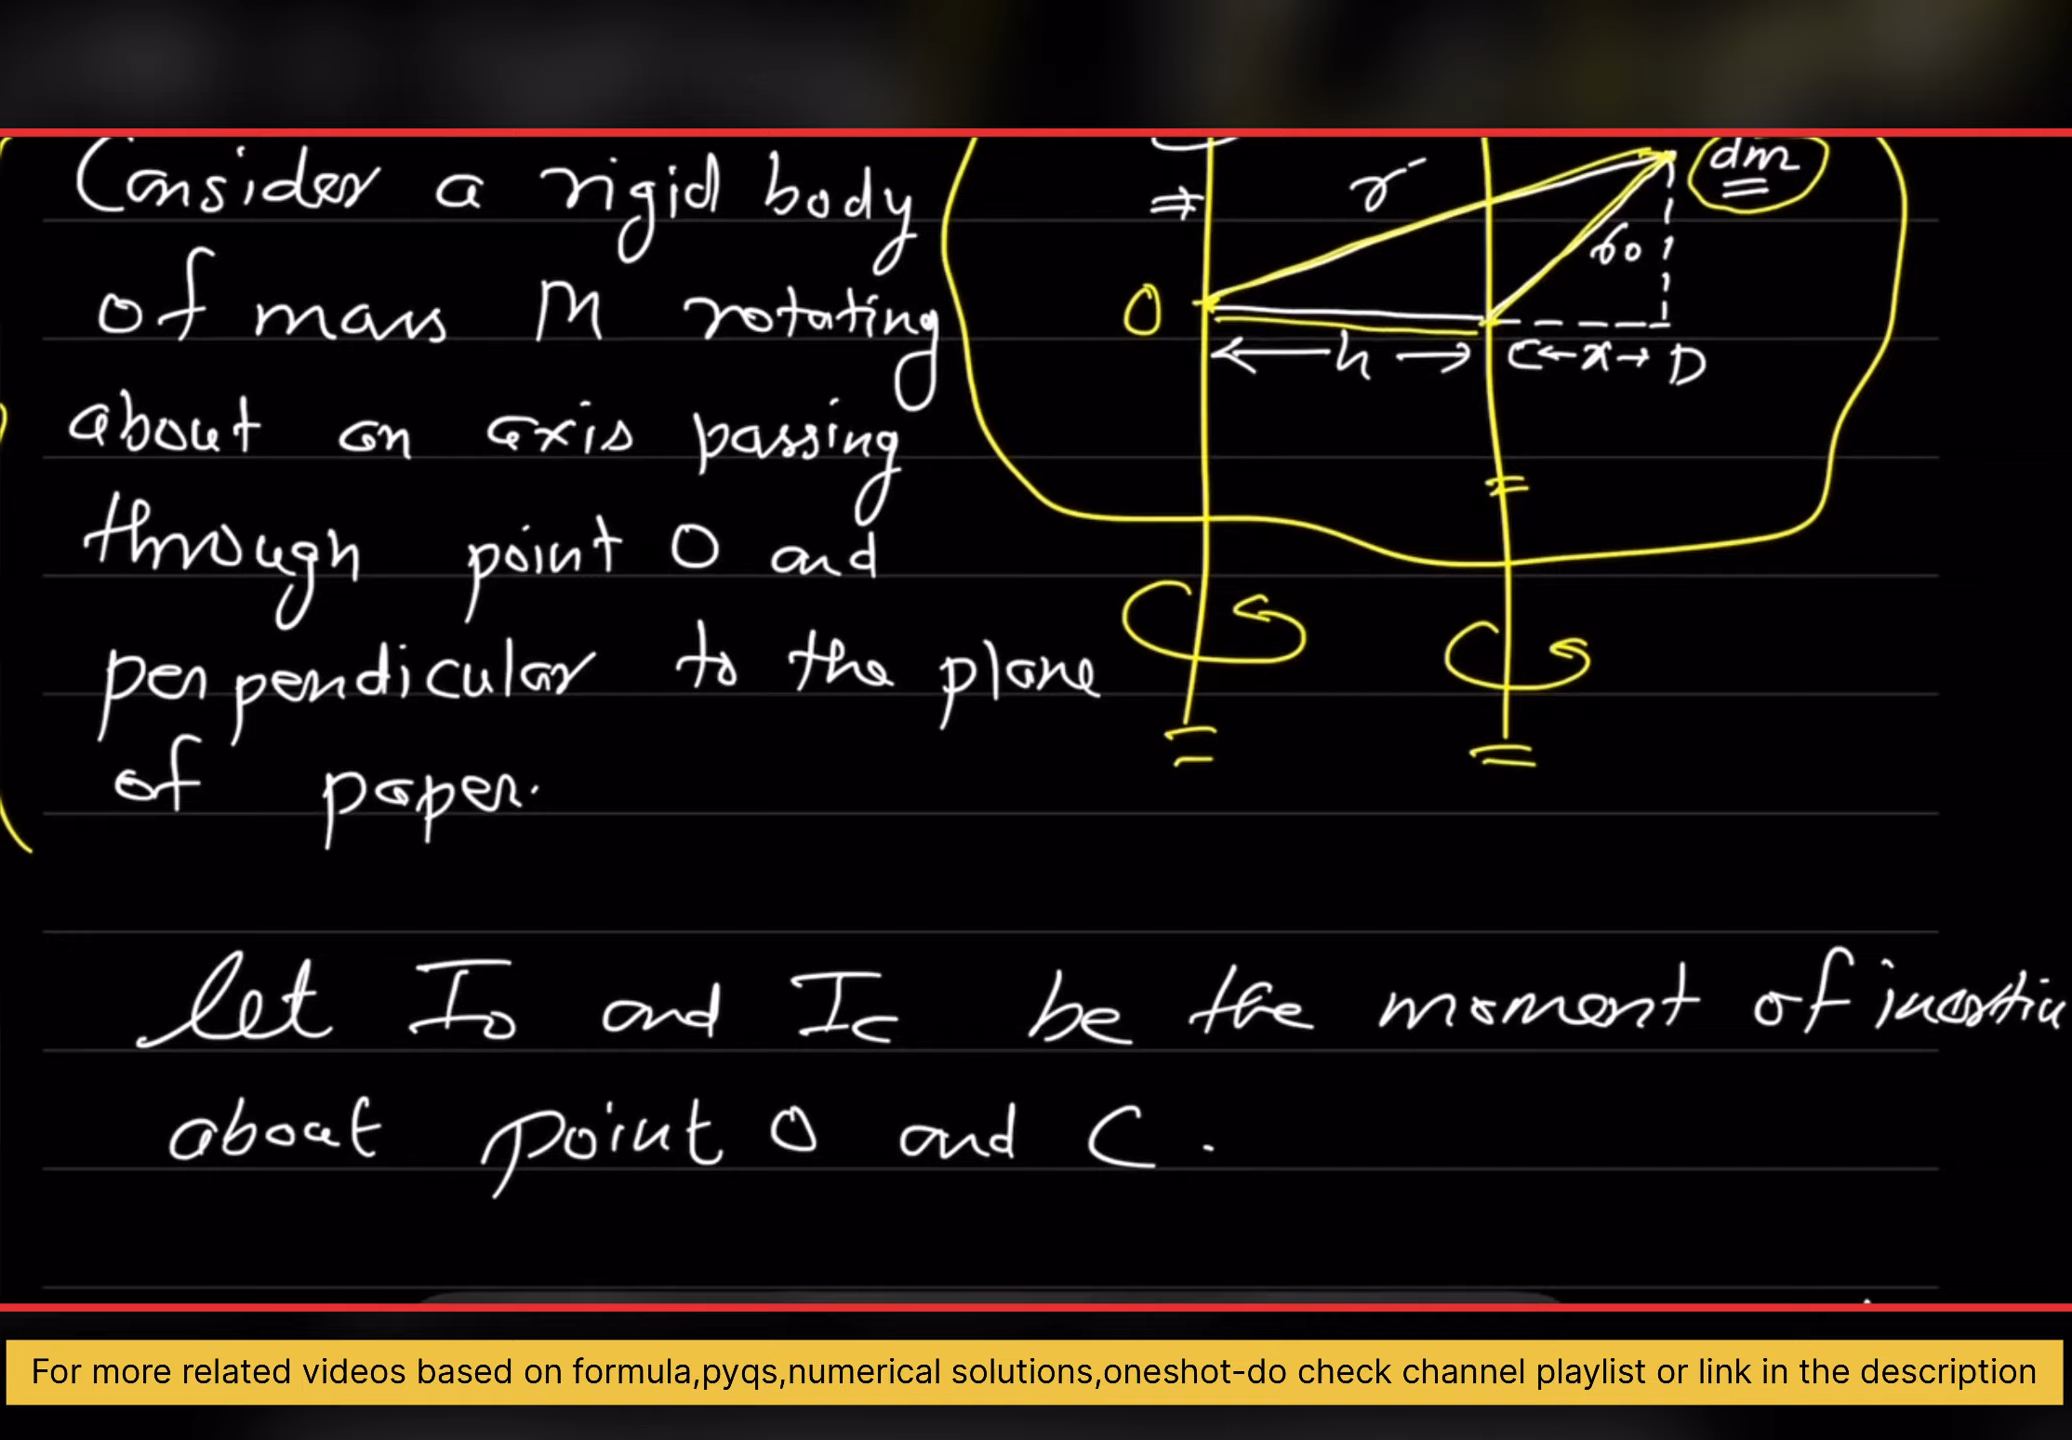 Consider a rigid body
of mass M rotating
about an axis passing
through point O and
perpendicular to the plane
of paper.
r
dm
r₀
O
h
C
x
D
let I₀ and Ic be the moment of inertia
about point O and C.
For more related videos based on formula,pyqs,numerical solutions,oneshot-do check channel playlist or link in the description